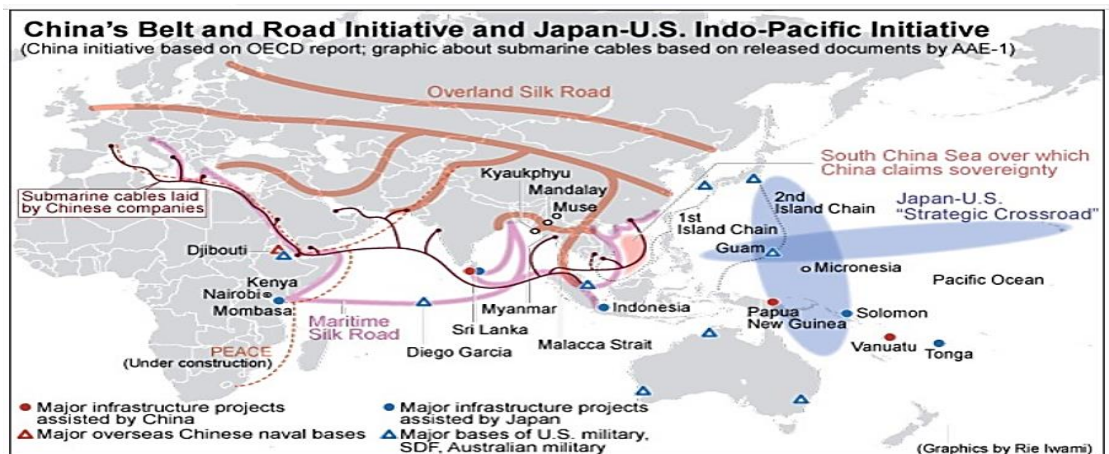 China's Belt and Road Initiative and Japan-U.S. Indo-Pacific Initiative
(China initiative based on OECD report; graphic about submarine cables based on released documents by AAE-1)
Overland Silk Road
South China Sea over which
China claims sovereignty
Kyaukphyu
Mandalay
Muse
Submarine cables laid
by Chinese companies
1st
Island Chain
2nd
Island Chain
Japan-U.S.
"Strategic Crossroad"
Djibouti
Guam
Micronesia
Pacific Ocean
Kenya
Nairobi
Mombasa
Maritime
Silk Road
Myanmar
Sri Lanka
Diego Garcia
Malacca Strait
Indonesia
Papua
New Guinea
Solomon
Vanuatu
Tonga
PEACE
(Under construction)
Major infrastructure projects
assisted by China
Major overseas Chinese naval bases
Major infrastructure projects
assisted by Japan
Major bases of U.S. military,
SDF, Australian military
(Graphics by Rie Iwami)